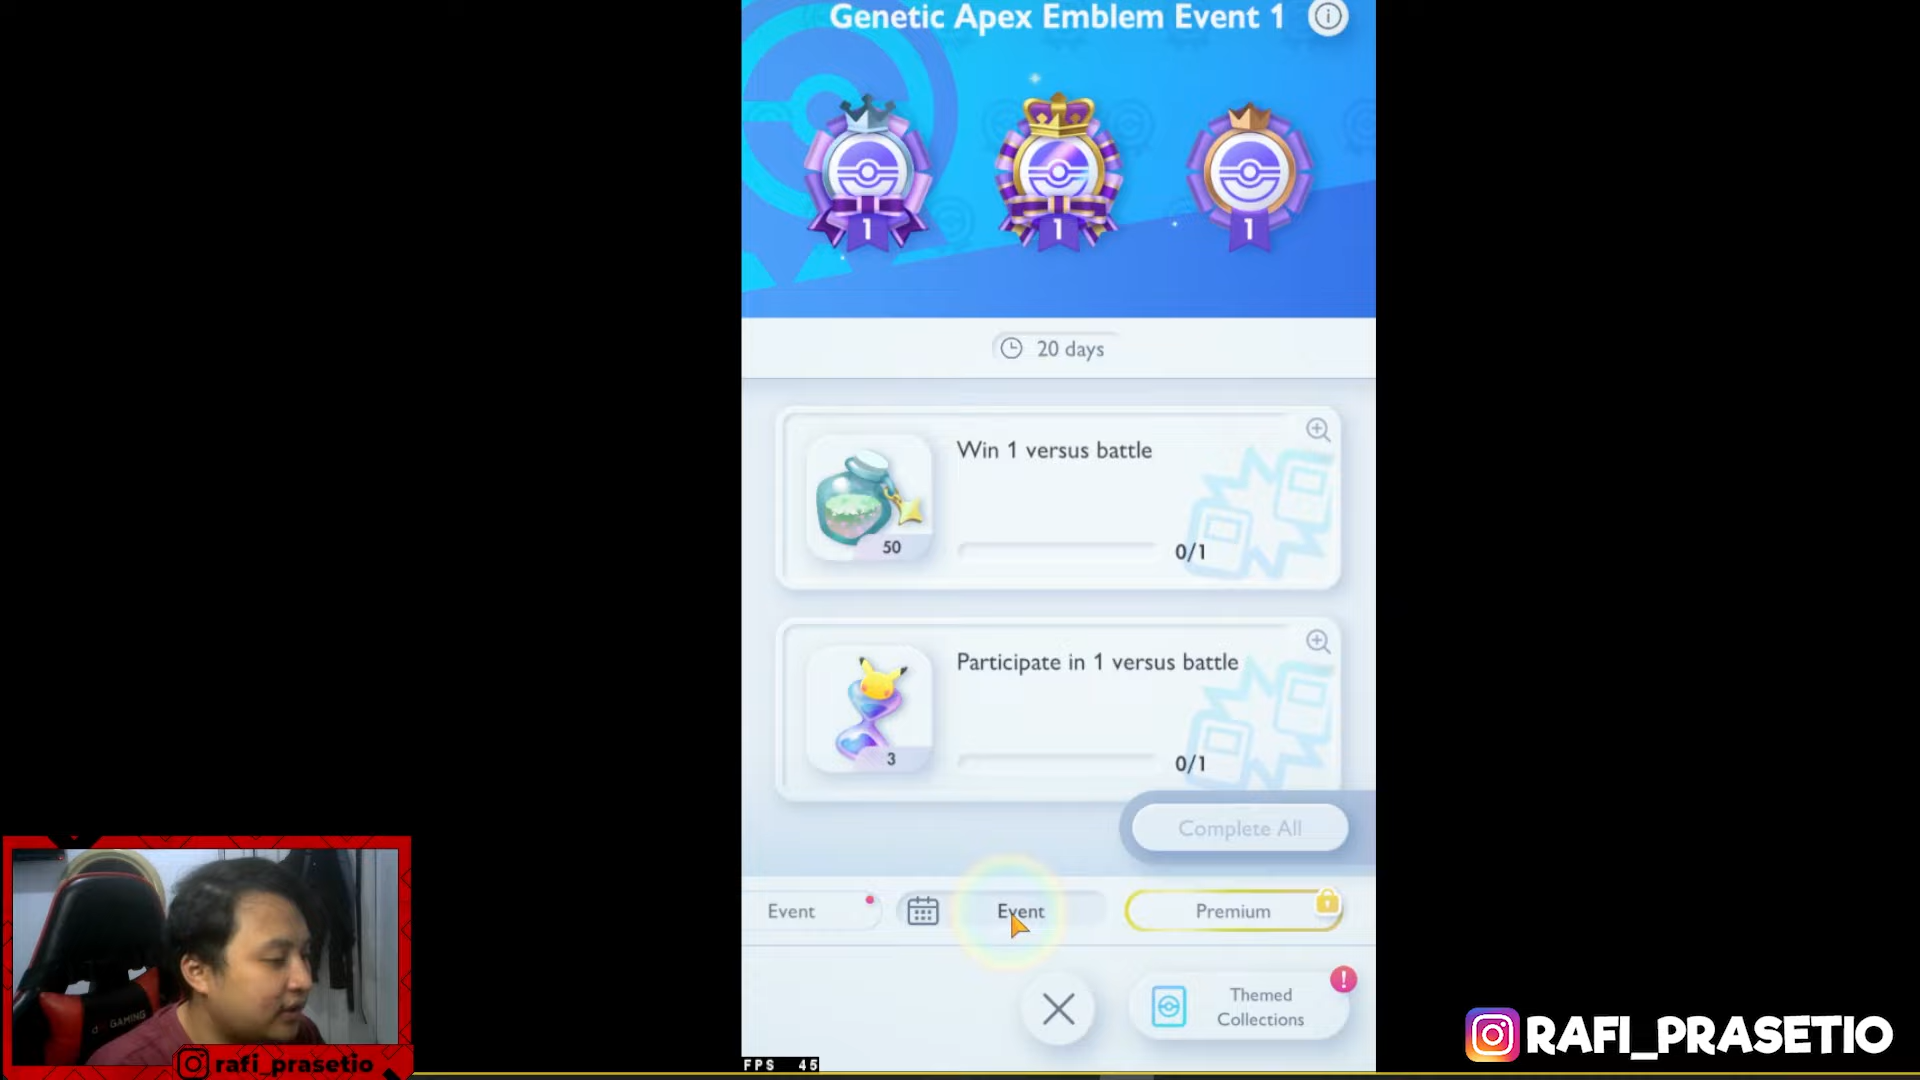 Genetic Apex Emblem Event 1
1
1
1
20 days
Win 1 versus battle
50
0/1
Participate in 1 versus battle
3
0/1
Complete All
Event
Event
Premium
Themed
Collections
!
FPS 45
GAMING
rafi_prasetio
RAFI_PRASETIO